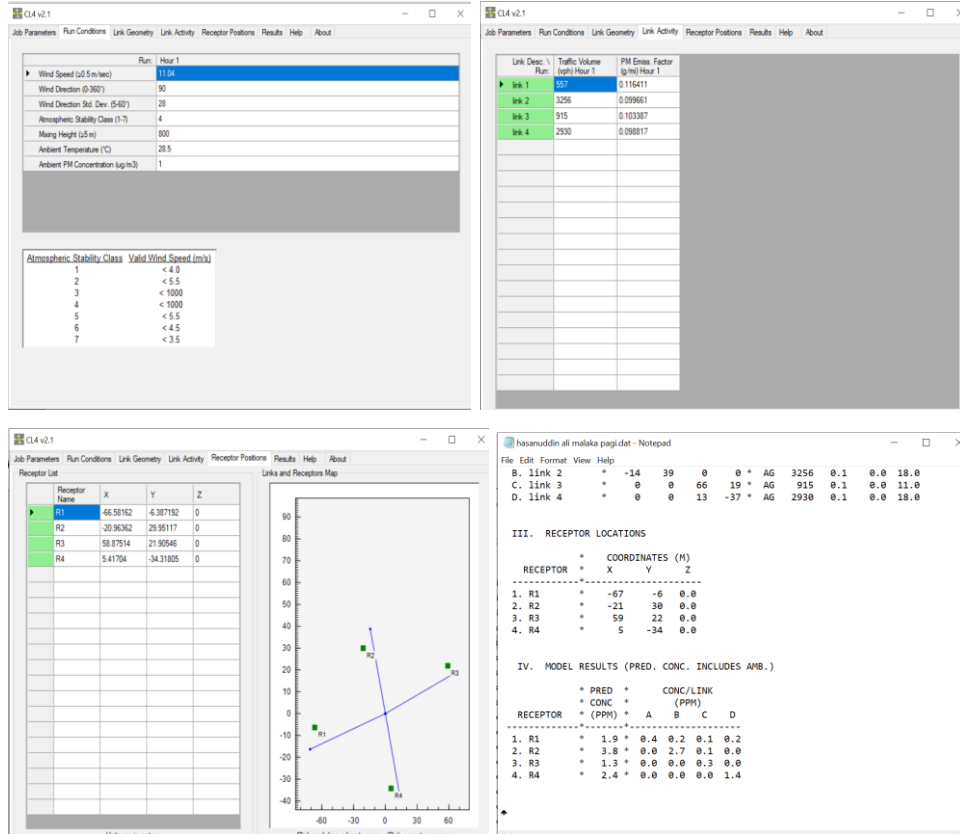 CL4 v2.1
Job Parameters Run Conditions Link Geometry Link Activity Receptor Positions Results Help About
Run: Hour 1
Wind Speed (≥0.5 m/sec) 11.04
Wind Direction (0-360°) 90
Wind Direction Std. Dev. (5-60°) 28
Atmospheric Stability Class (1-7) 4
Mixing Height (≥5 m) 800
Ambient Temperature (°C) 28.5
Ambient PM Concentration (ug/m3) 1
Atmospheric Stability Class Valid Wind Speed (m/s)
1 < 4.0
2 < 5.5
3 < 1000
4 < 1000
5 < 5.5
6 < 4.5
7 < 3.5
CL4 v2.1
Job Parameters Run Conditions Link Geometry Link Activity Receptor Positions Results Help About
Link Desc. \ Traffic Volume PM Emiss. Factor
Run: (vph) Hour 1 (g/mi) Hour 1
link 1 557 0.116411
link 2 3256 0.099661
link 3 915 0.103387
link 4 2930 0.098817
CL4 v2.1
Job Parameters Run Conditions Link Geometry Link Activity Receptor Positions Results Help About
Receptor List
Receptor Name X Y Z
R1 -66.58162 -6.387192 0
R2 -20.96362 29.95117 0
R3 58.87514 21.90546 0
R4 5.41704 -34.31805 0
Links and Receptors Map
90
80
70
60
50
40
30
20
10
0
-10
-20
-30
-40
R2
R3
R1
R4
-60 -30 0 30 60
hasanuddin ali malaka pagi.dat - Notepad
File Edit Format View Help
B. link 2 * -14 39 0 0 * AG 3256 0.1 0.0 18.0
C. link 3 * 0 0 66 19 * AG 915 0.1 0.0 11.0
D. link 4 * 0 0 13 -37 * AG 2930 0.1 0.0 18.0
III. RECEPTOR LOCATIONS
* COORDINATES (M)
RECEPTOR * X Y Z
------------*---------------------
1. R1 * -67 -6 0.0
2. R2 * -21 30 0.0
3. R3 * 59 22 0.0
4. R4 * 5 -34 0.0
IV. MODEL RESULTS (PRED. CONC. INCLUDES AMB.)
* PRED * CONC/LINK
* CONC * (PPM)
RECEPTOR * (PPM) * A B C D
------------*-------*--------------------
1. R1 * 1.9 * 0.4 0.2 0.1 0.2
2. R2 * 3.8 * 0.0 2.7 0.1 0.0
3. R3 * 1.3 * 0.0 0.0 0.3 0.0
4. R4 * 2.4 * 0.0 0.0 0.0 1.4